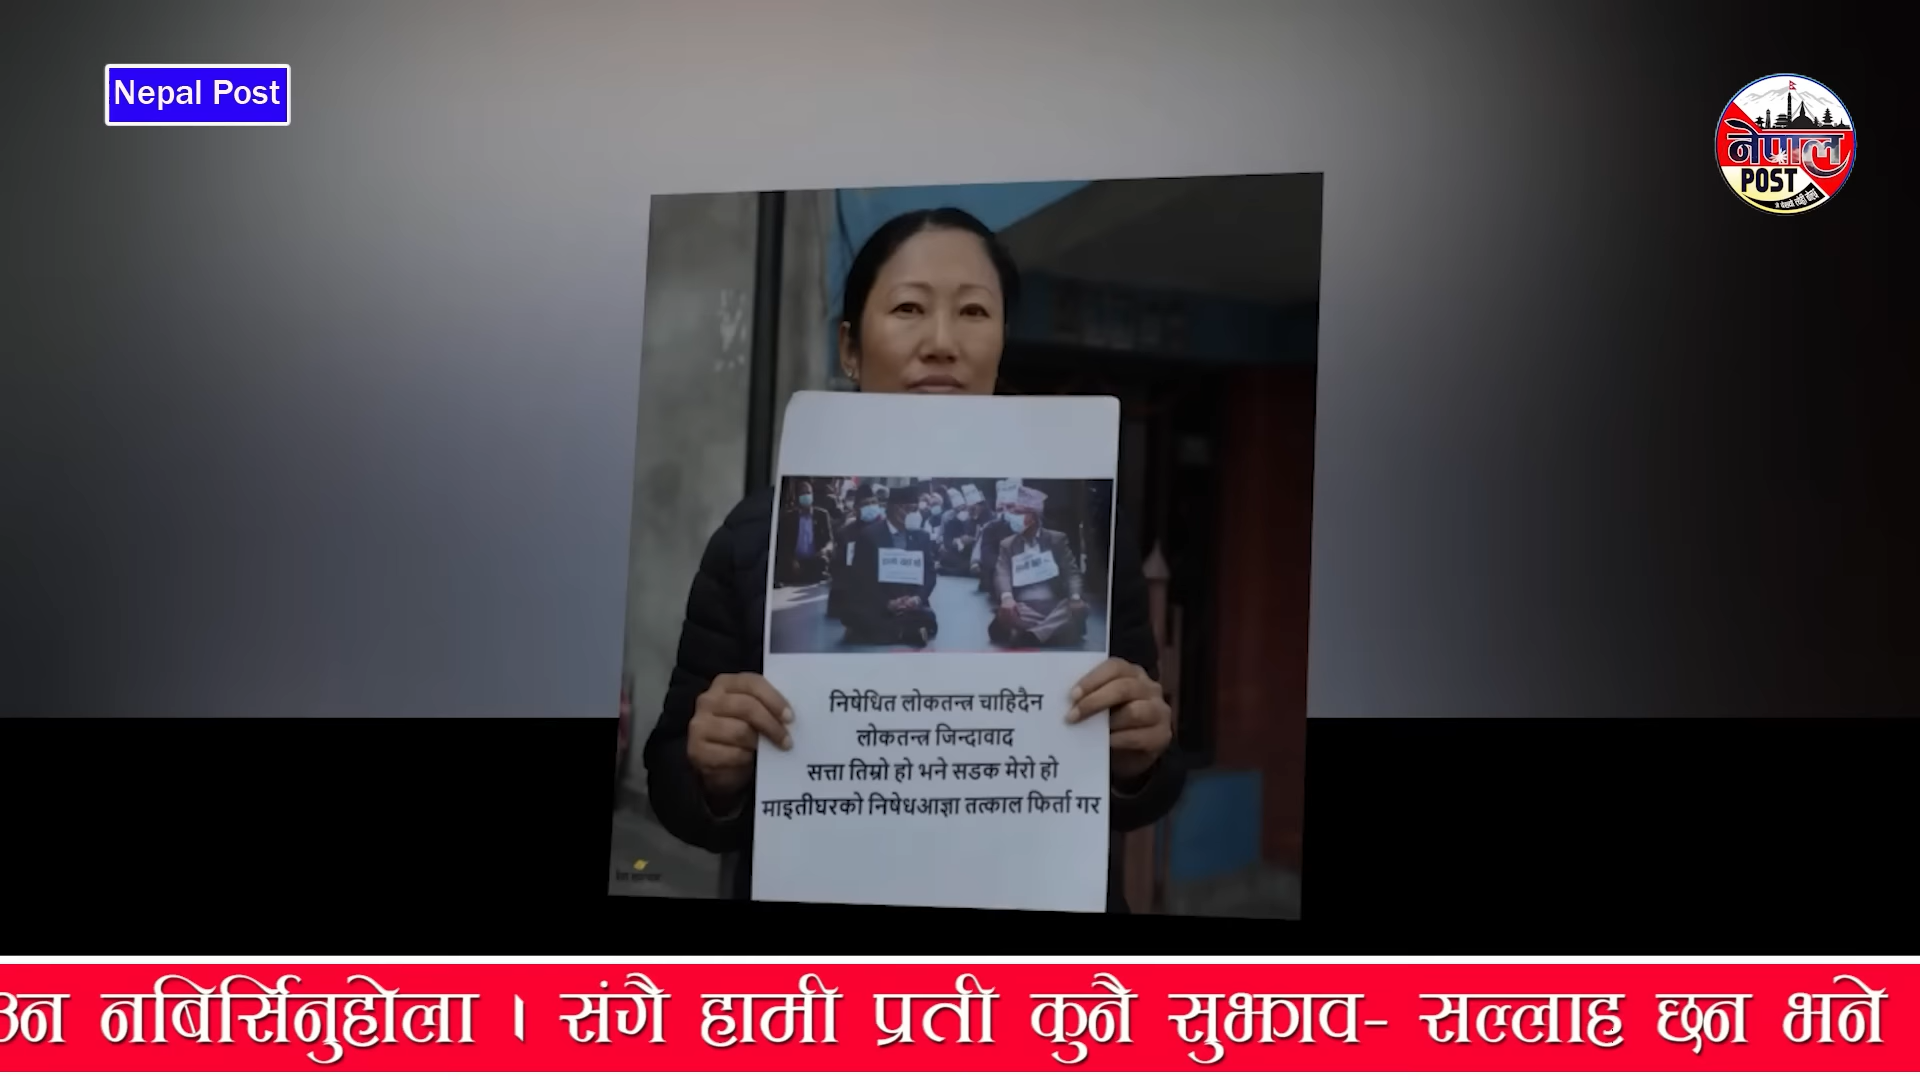 Nepal Post
नेपाल
POST
निषेधित लोकतन्त्र चाहिदैन
लोकतन्त्र जिन्दावाद
सत्ता तिम्रो हो भने सडक मेरो हो
माइतीघरको निषेधआज्ञा तत्काल फिर्ता गर
नबिर्सिनुहोला । संगै हामी प्रती कुनै सुझाव- सल्लाह छन भने